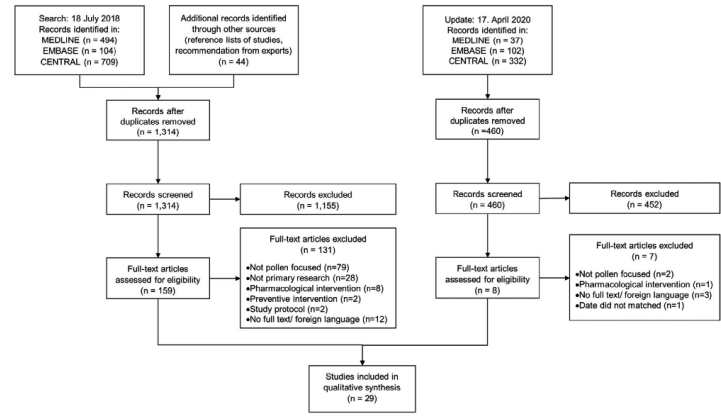 Search: 18 July 2018
Records identified in:
MEDLINE (n = 494)
EMBASE (n = 104)
CENTRAL (n = 709)
Additional records identified
through other sources
(reference lists of studies,
recommendation from experts)
(n = 44)
Update: 17. April 2020
Records identified in:
MEDLINE (n = 37)
EMBASE (n = 102)
CENTRAL (n = 332)
Records after
duplicates removed
(n = 1,314)
Records after
duplicates removed
(n =460)
Records screened
(n = 1,314)
Records excluded
(n = 1,155)
Records screened
(n = 460)
Records excluded
(n = 452)
Full-text articles
assessed for eligibility
(n = 159)
Full-text articles excluded
(n = 131)
•Not pollen focused (n=79)
•Not primary research (n=28)
•Pharmacological intervention (n=8)
•Preventive intervention (n=2)
•Study protocol (n=2)
•No full text/ foreign language (n=12)
Full-text articles
assessed for eligibility
(n = 8)
Full-text articles excluded
(n = 7)
•Not pollen focused (n=2)
•Pharmacological intervention (n=1)
•No full text/ foreign language (n=3)
•Date did not matched (n=1)
Studies included in
qualitative synthesis
(n = 29)